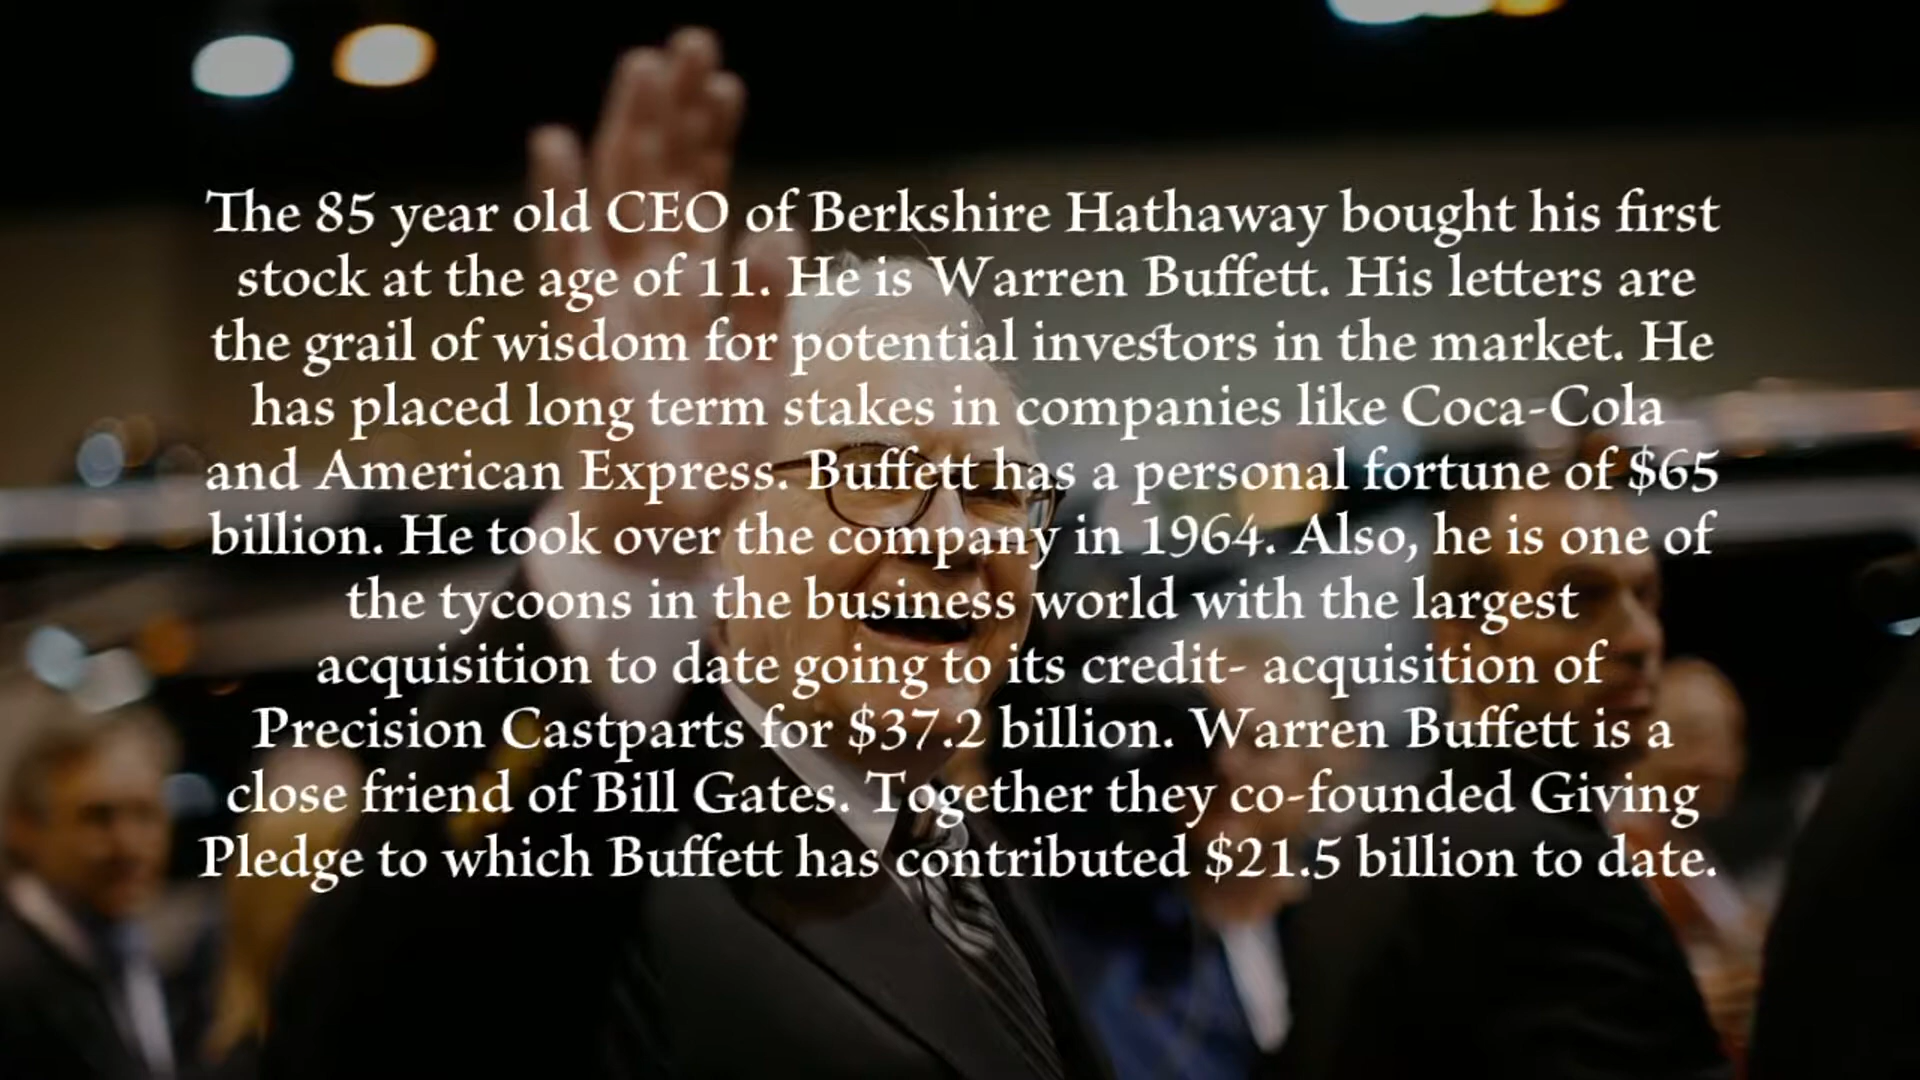 The 85 year old CEO of Berkshire Hathaway bought his first
stock at the age of 11. He is Warren Buffett. His letters are
the grail of wisdom for potential investors in the market. He
has placed long term stakes in companies like Coca-Cola
and American Express. Buffett has a personal fortune of $65
billion. He took over the company in 1964. Also, he is one of
the tycoons in the business world with the largest
acquisition to date going to its credit- acquisition of
Precision Castparts for $37.2 billion. Warren Buffett is a
close friend of Bill Gates. Together they co-founded Giving
Pledge to which Buffett has contributed $21.5 billion to date.